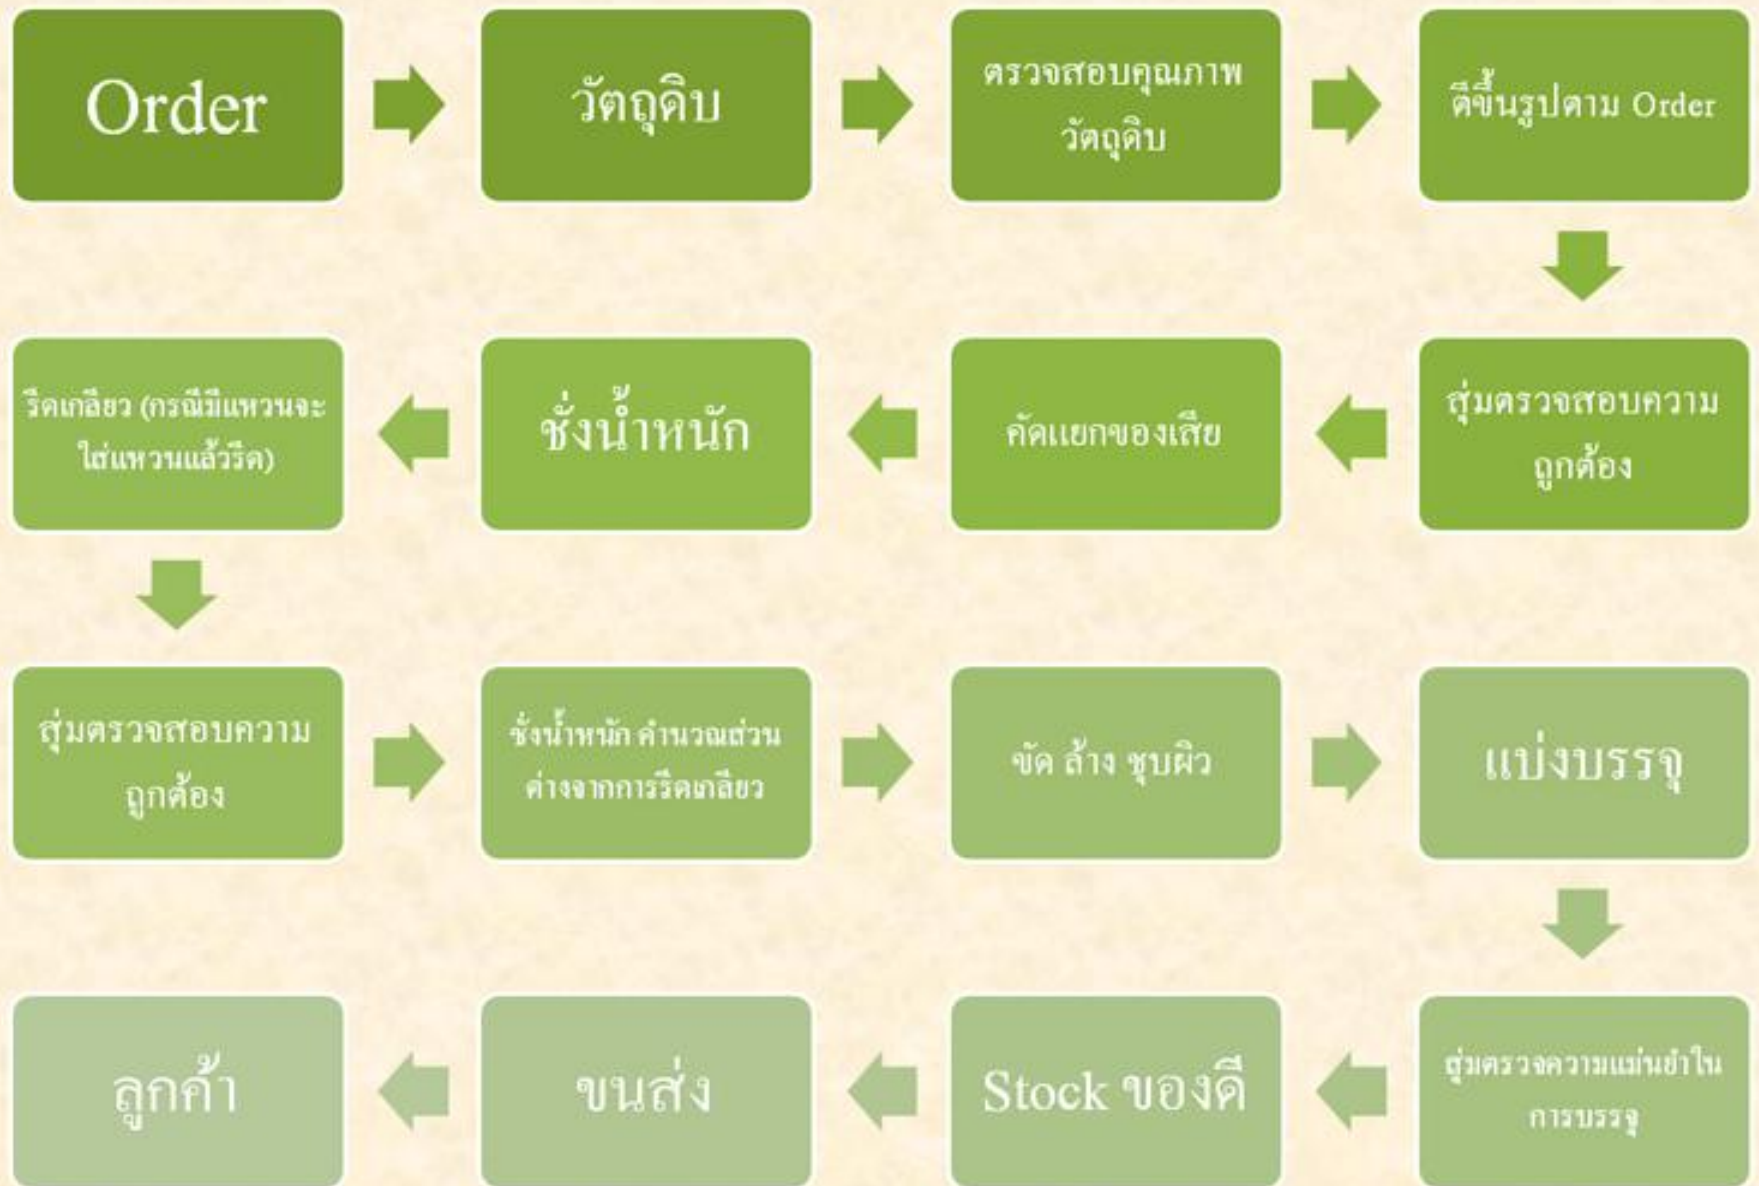 Order
วัตถุดิบ
ตรวจสอบคุณภาพ
วัตถุดิบ
ตีขึ้นรูปตาม Order
สุ่มตรวจสอบความ
ถูกต้อง
คัดแยกของเสีย
ชั่งน้ำหนัก
รีดเกลียว (กรณีมีแหวนจะ
ใส่แหวนแล้วรีด)
สุ่มตรวจสอบความ
ถูกต้อง
ชั่งน้ำหนัก คำนวณส่วน
ต่างจากการรีดเกลียว
ขัด ล้าง ชุบผิว
แบ่งบรรจุ
สุ่มตรวจความแม่นยำใน
การบรรจุ
Stock ของดี
ขนส่ง
ลูกค้า